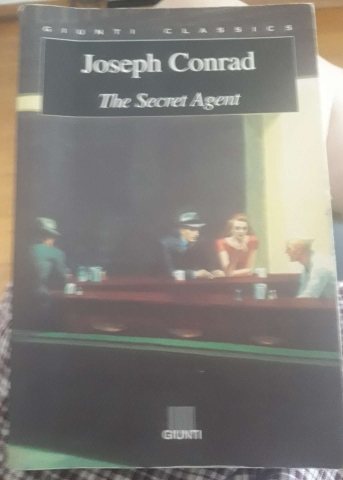 GIUNTI CLASSICS
Joseph Conrad
The Secret Agent
GIUNTI